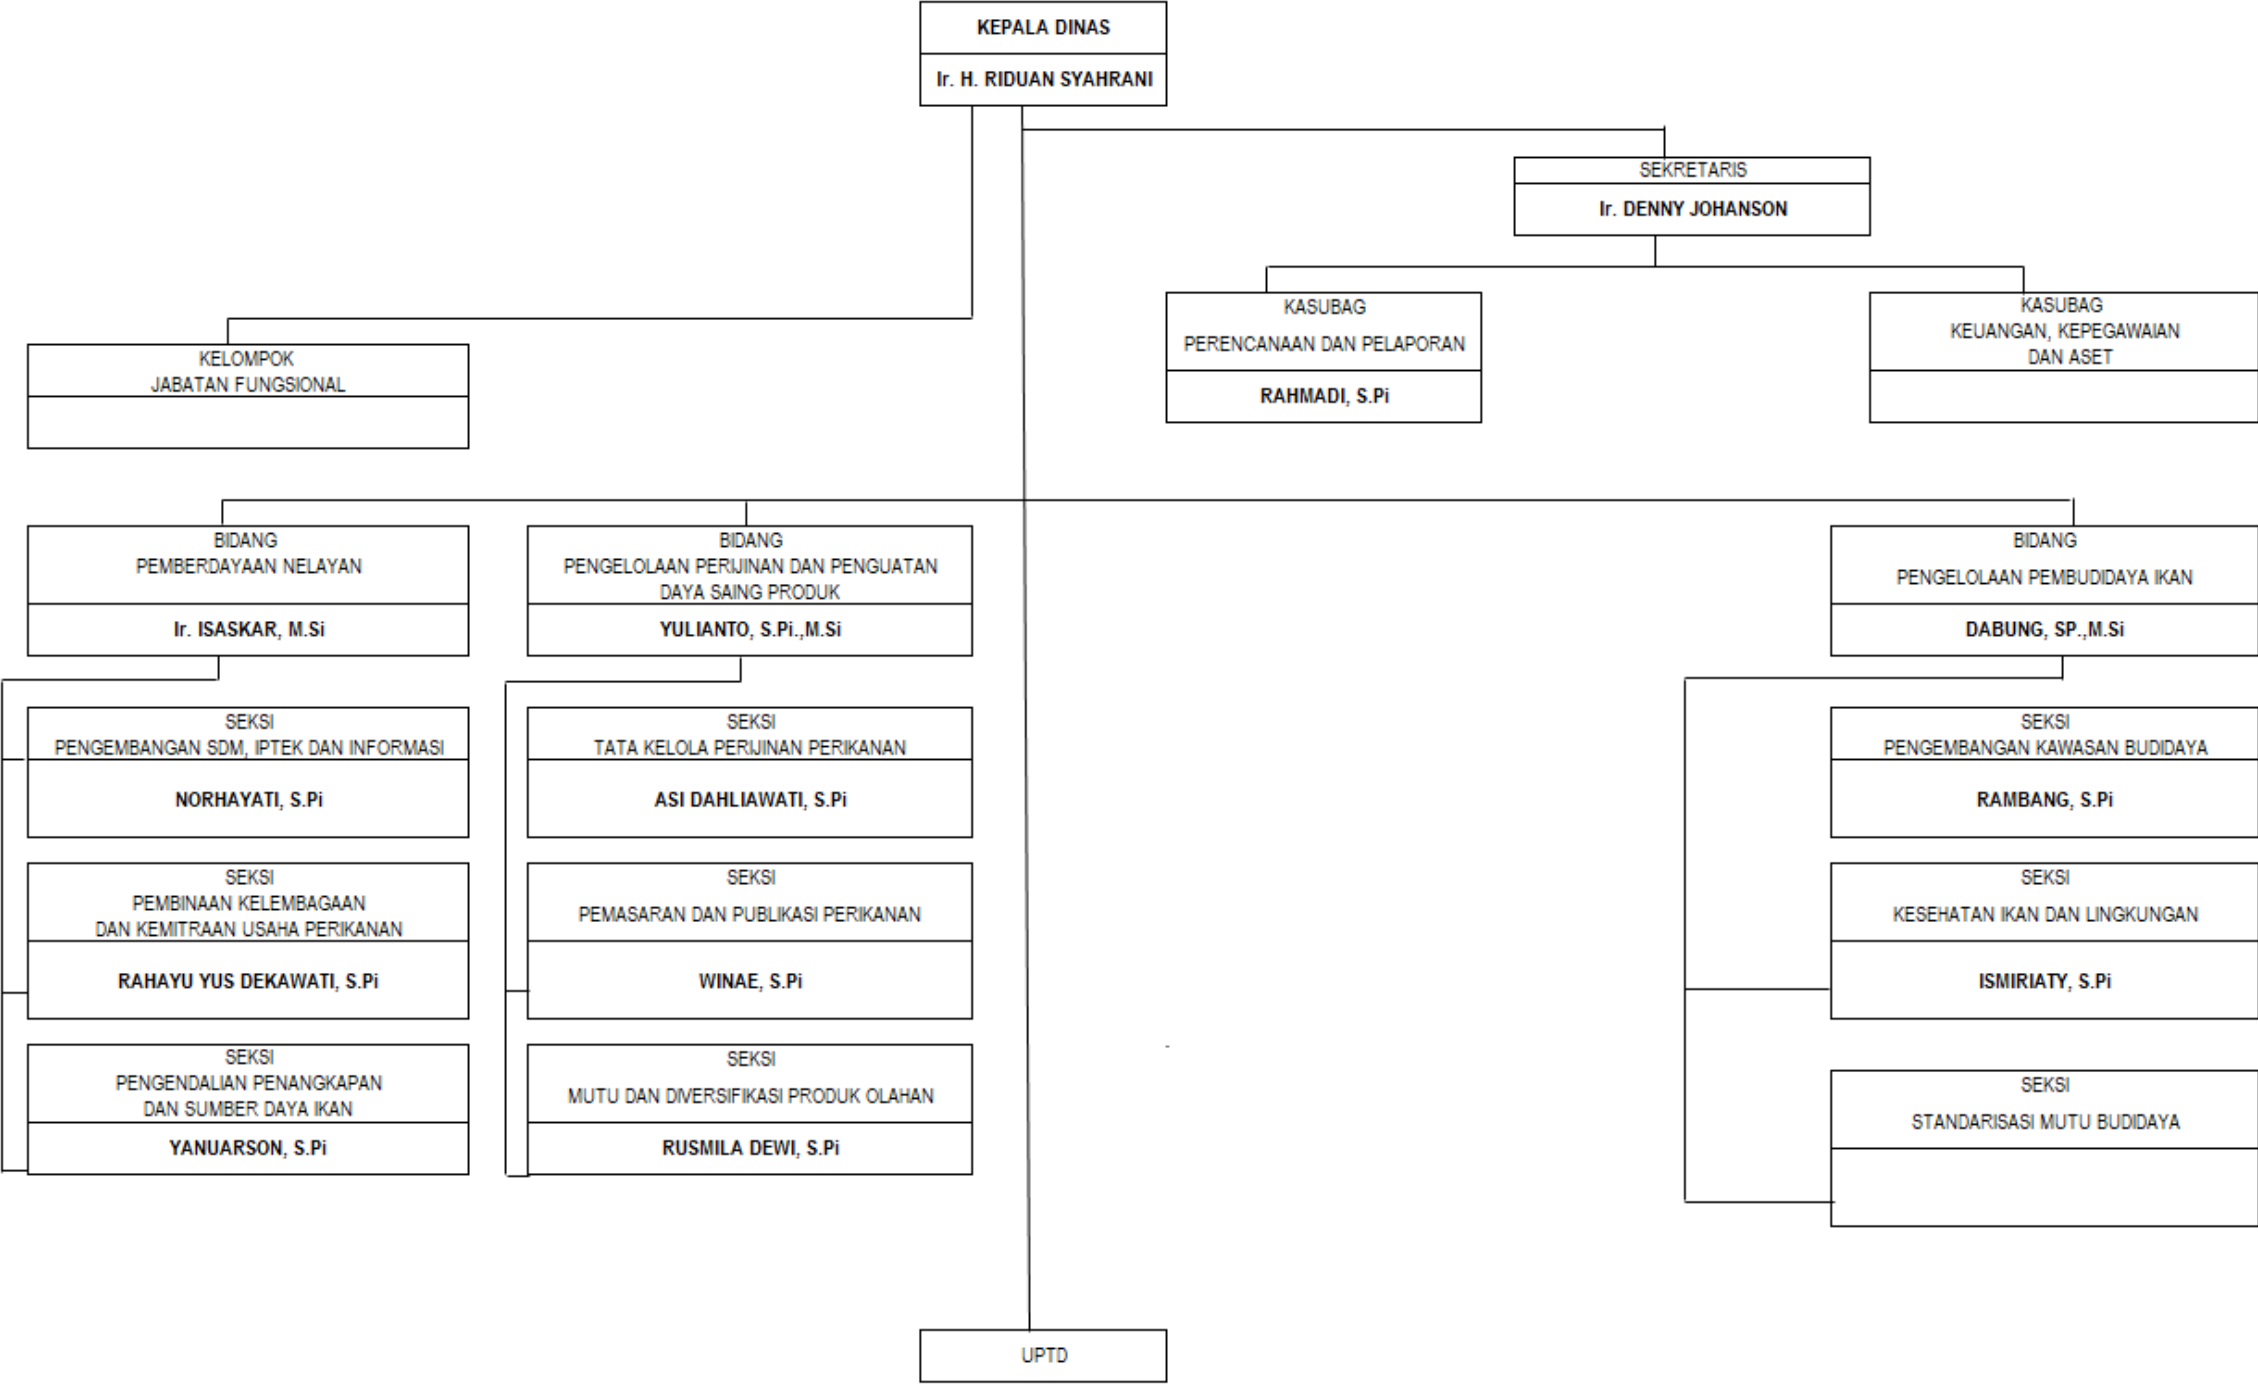 KEPALA DINAS
Ir. H. RIDUAN SYAHRANI
SEKRETARIS
Ir. DENNY JOHANSON
KASUBAG
PERENCANAAN DAN PELAPORAN
RAHMADI, S.Pi
KASUBAG
KEUANGAN, KEPEGAWAIAN
DAN ASET
KELOMPOK
JABATAN FUNGSIONAL
BIDANG
PEMBERDAYAAN NELAYAN
Ir. ISASKAR, M.Si
BIDANG
PENGELOLAAN PERIJINAN DAN PENGUATAN
DAYA SAING PRODUK
YULIANTO, S.Pi.,M.Si
BIDANG
PENGELOLAAN PEMBUDIDAYA IKAN
DABUNG, SP.,M.Si
SEKSI
PENGEMBANGAN SDM, IPTEK DAN INFORMASI
NORHAYATI, S.Pi
SEKSI
TATA KELOLA PERIJINAN PERIKANAN
ASI DAHLIAWATI, S.Pi
SEKSI
PENGEMBANGAN KAWASAN BUDIDAYA
RAMBANG, S.Pi
SEKSI
PEMBINAAN KELEMBAGAAN
DAN KEMITRAAN USAHA PERIKANAN
RAHAYU YUS DEKAWATI, S.Pi
SEKSI
PEMASARAN DAN PUBLIKASI PERIKANAN
WINAE, S.Pi
SEKSI
KESEHATAN IKAN DAN LINGKUNGAN
ISMIRIATY, S.Pi
SEKSI
PENGENDALIAN PENANGKAPAN
DAN SUMBER DAYA IKAN
YANUARSON, S.Pi
SEKSI
MUTU DAN DIVERSIFIKASI PRODUK OLAHAN
RUSMILA DEWI, S.Pi
SEKSI
STANDARISASI MUTU BUDIDAYA
UPTD